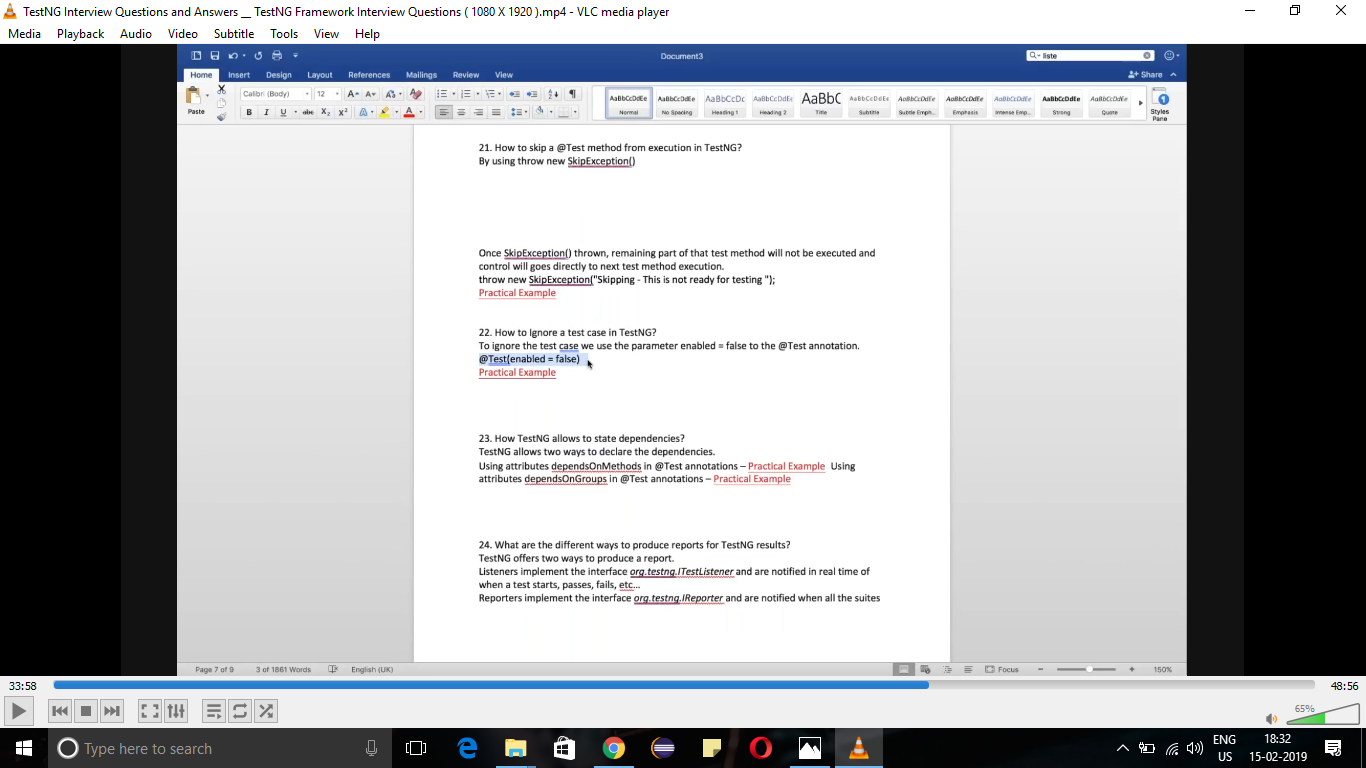 TestNG Interview Questions and Answers __ TestNG Framework Interview Questions ( 1080 X 1920 ).mp4 - VLC media player
Media Playback Audio Video Subtitle Tools View Help
Document3
liste
Home Insert Design Layout References Mailings Review View
Share
Paste
Calibri (Body) 12
AaBbCcDdEe AaBbCcDdEe AaBbCcDc AaBbCcDdEe AaBbC AaBbCcDdEe AaBbCcDdEe AaBbCcDdEe AaBbCcDdEe AaBbCcDdEe AaBbCcDdEe
Normal No Spacing Heading 1 Heading 2 Title Subtitle Subtle Emph... Emphasis Intense Emp... Strong Quote
Styles
Pane
21. How to skip a @Test method from execution in TestNG?
By using throw new SkipException()
Once SkipException() thrown, remaining part of that test method will not be executed and
control will goes directly to next test method execution.
throw new SkipException("Skipping - This is not ready for testing ");
Practical Example
22. How to Ignore a test case in TestNG?
To ignore the test case we use the parameter enabled = false to the @Test annotation.
@Test(enabled = false)
Practical Example
23. How TestNG allows to state dependencies?
TestNG allows two ways to declare the dependencies.
Using attributes dependsOnMethods in @Test annotations – Practical Example Using
attributes dependsOnGroups in @Test annotations – Practical Example
24. What are the different ways to produce reports for TestNG results?
TestNG offers two ways to produce a report.
Listeners implement the interface org.testng.ITestListener and are notified in real time of
when a test starts, passes, fails, etc...
Reporters implement the interface org.testng.IReporter and are notified when all the suites
Page 7 of 9 3 of 1861 Words English (UK) Focus 150%
33:58 48:56
65%
Type here to search
ENG
US
18:32
15-02-2019